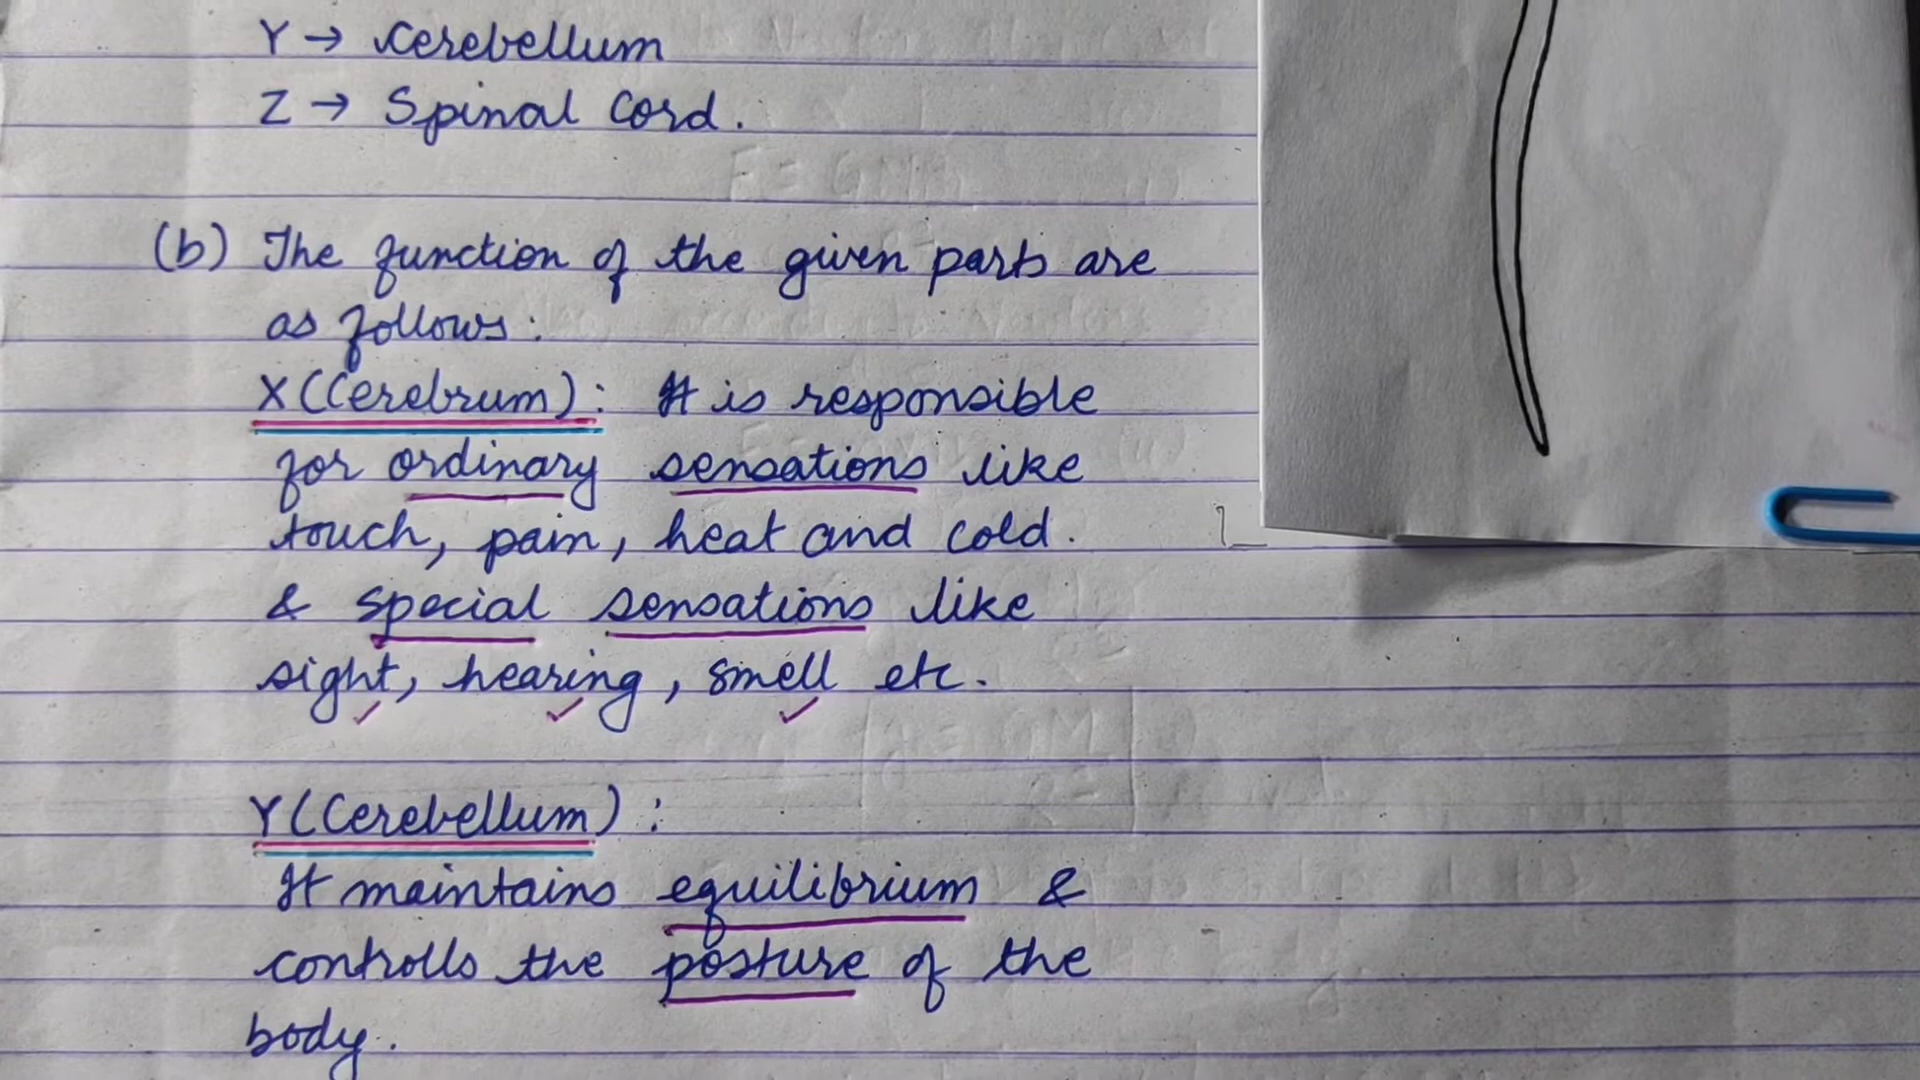 Y → Cerebellum
Z → Spinal Cord.
(b) The function of the given parts are
as follows:
X (Cerebrum): It is responsible
for ordinary sensations like
touch, pain, heat and cold.
& special sensations like
sight, hearing, smell etc.
Y (Cerebellum) :
It maintains equilibrium &
controlls the posture of the
body.